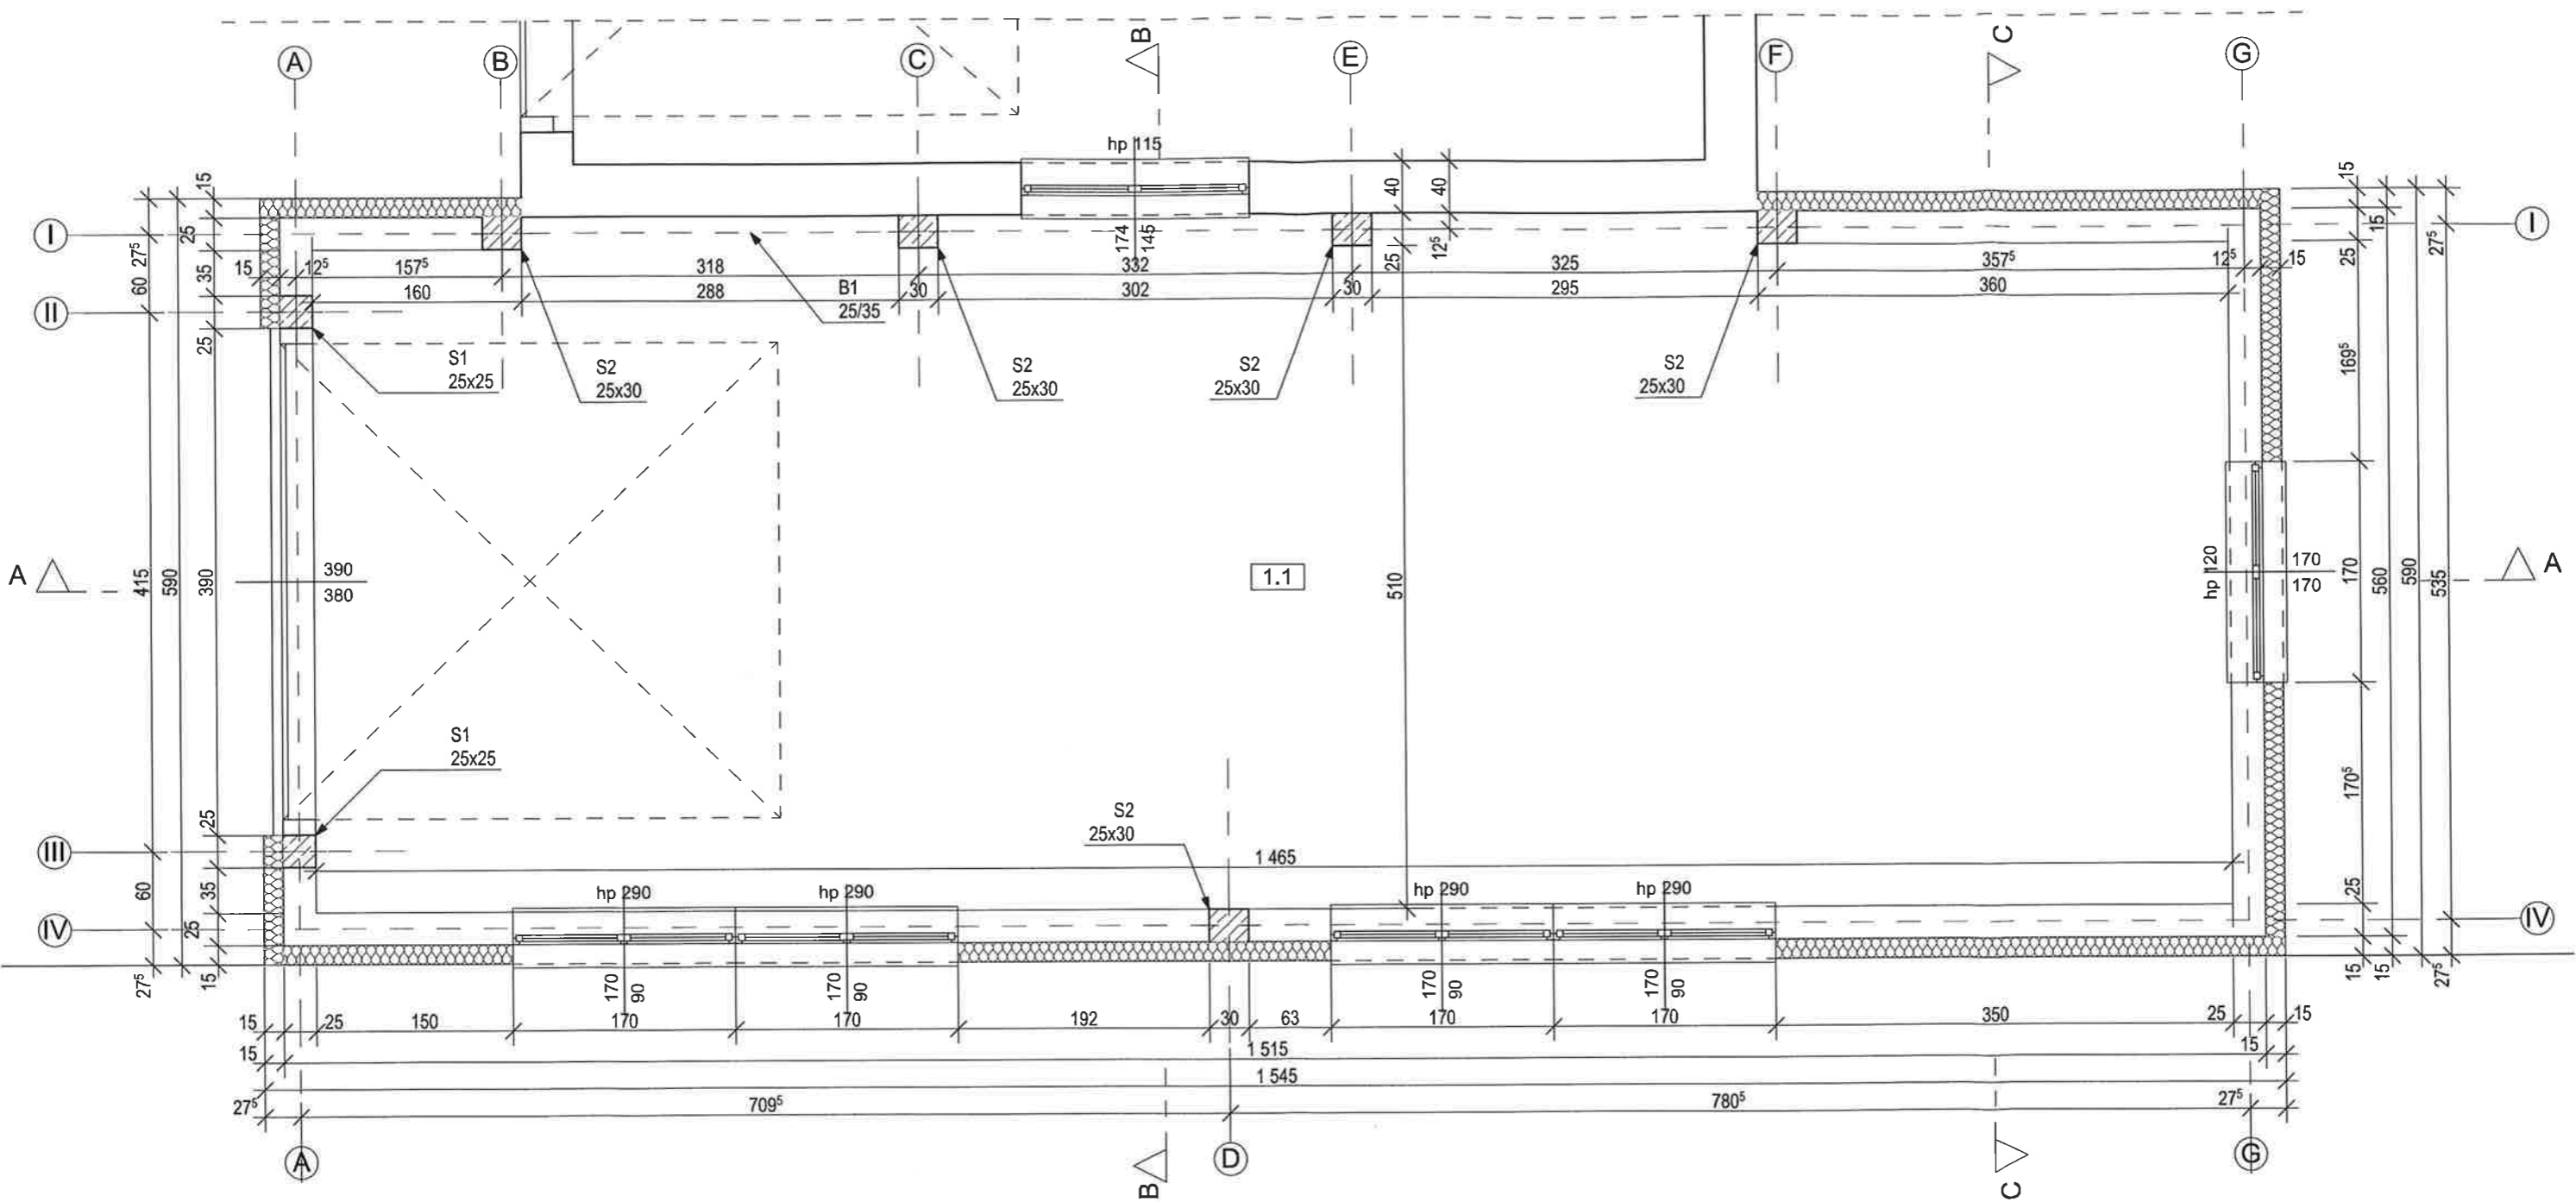 A
B
C
B
E
F
C
G
hp 115
174
145
40
40
25
12⁵
15
25
27⁵
35
60
25
I
II
15
12⁵
157⁵
318
332
325
357⁵
12⁵
15
160
288
30
302
30
295
360
B1
25/35
S1
25x25
S2
25x30
S2
25x30
S2
25x30
S2
25x30
15
15
27⁵
25
I
169⁵
A
415
590
390
390
380
1.1
510
hp 120
170
170
170
560
590
535
A
S1
25x25
S2
25x30
170⁵
25
III
60
35
25
IV
27⁵
15
1 465
hp 290
hp 290
hp 290
hp 290
25
IV
15
15
27⁵
170
90
170
90
170
90
170
90
15
25
150
170
170
192
30
63
170
170
350
25
15
15
1 515
15
1 545
27⁵
709⁵
780⁵
27⁵
A
B
D
C
G